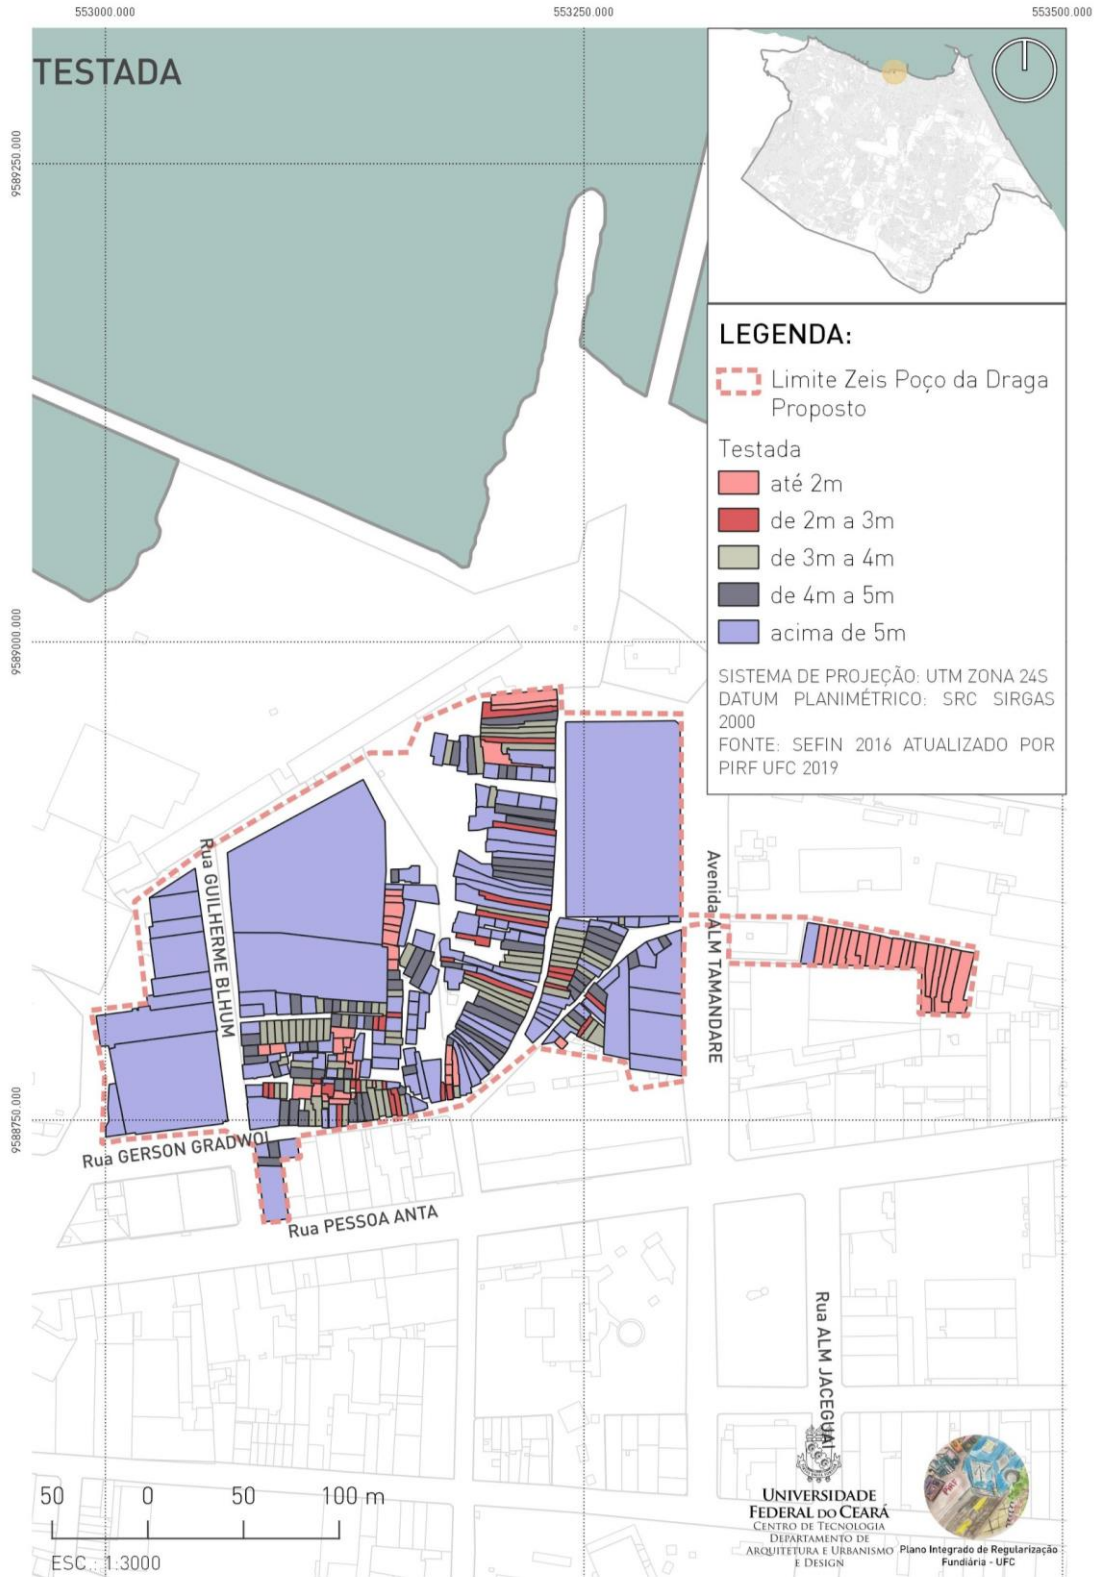 553000.000
553250.000
553500.000
TESTADA
9589250.000
9589000.000
9588750.000
LEGENDA:
Limite Zeis Poço da Draga
Proposto
Testada
até 2m
de 2m a 3m
de 3m a 4m
de 4m a 5m
acima de 5m
SISTEMA DE PROJEÇÃO: UTM ZONA 24S
DATUM PLANIMÉTRICO: SRC SIRGAS
2000
FONTE: SEFIN 2016 ATUALIZADO POR
PIRF UFC 2019
Rua GUILHERME BLHUM
Avenida ALM TAMANDARE
Rua GERSON GRADWOL
Rua PESSOA ANTA
Rua ALM JACEGUAI
50 0 50 100 m
ESC.: 1:3000
UNIVERSIDADE
FEDERAL DO CEARÁ
CENTRO DE TECNOLOGIA
DEPARTAMENTO DE
ARQUITETURA E URBANISMO
E DESIGN
PIRF
Plano Integrado de Regularização
Fundiária - UFC